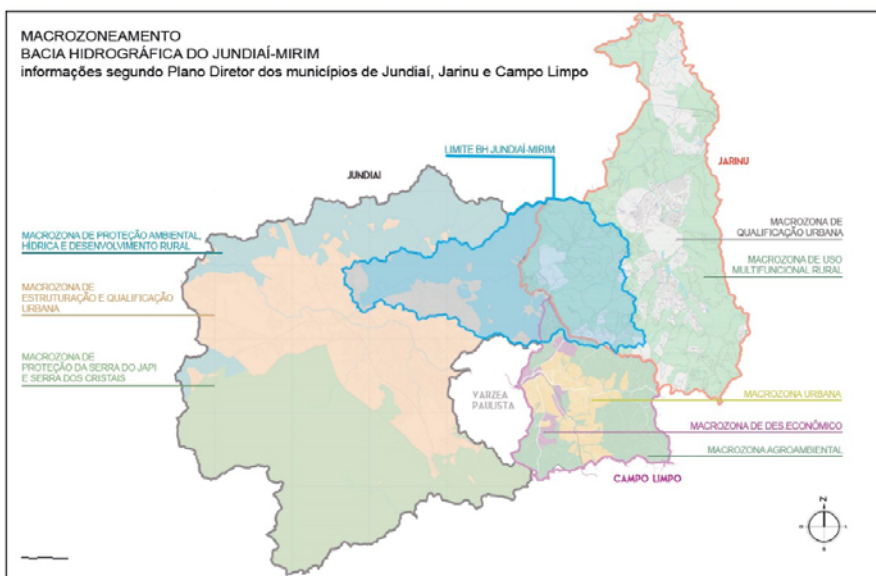 MACROZONEAMENTO
BACIA HIDROGRÁFICA DO JUNDIAÍ-MIRIM
informações segundo Plano Diretor dos municípios de Jundiaí, Jarinu e Campo Limpo
LIMITE BH JUNDIAÍ-MIRIM
JUNDIAI
JARINU
MACROZONA DE PROTEÇÃO AMBIENTAL,
HÍDRICA E DESENVOLVIMENTO RURAL
MACROZONA DE
ESTRUTURAÇÃO E QUALIFICAÇÃO
URBANA
MACROZONA DE
PROTEÇÃO DA SERRA DO JAPI
E SERRA DOS CRISTAIS
MACROZONA DE
QUALIFICAÇÃO URBANA
MACROZONA DE USO
MULTIFUNCIONAL RURAL
VARZEA
PAULISTA
MACROZONA URBANA
MACROZONA DE DES.ECONÔMICO
MACROZONA AGROAMBIENTAL
CAMPO LIMPO
N
O
L
S